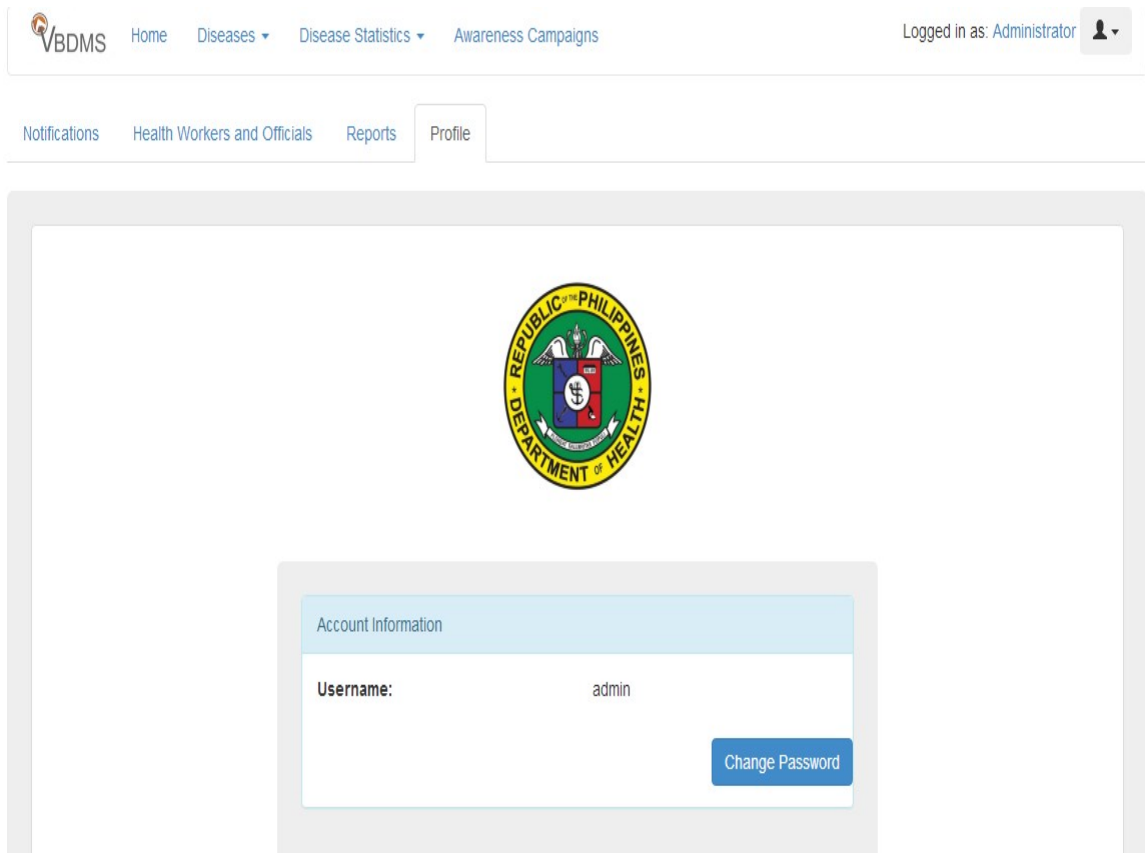 VBDMS Home Diseases Disease Statistics Awareness Campaigns Logged in as: Administrator
Notifications Health Workers and Officials Reports Profile
REPUBLIC OF THE PHILIPPINES
DEPARTMENT OF HEALTH
Account Information
Username: admin
Change Password